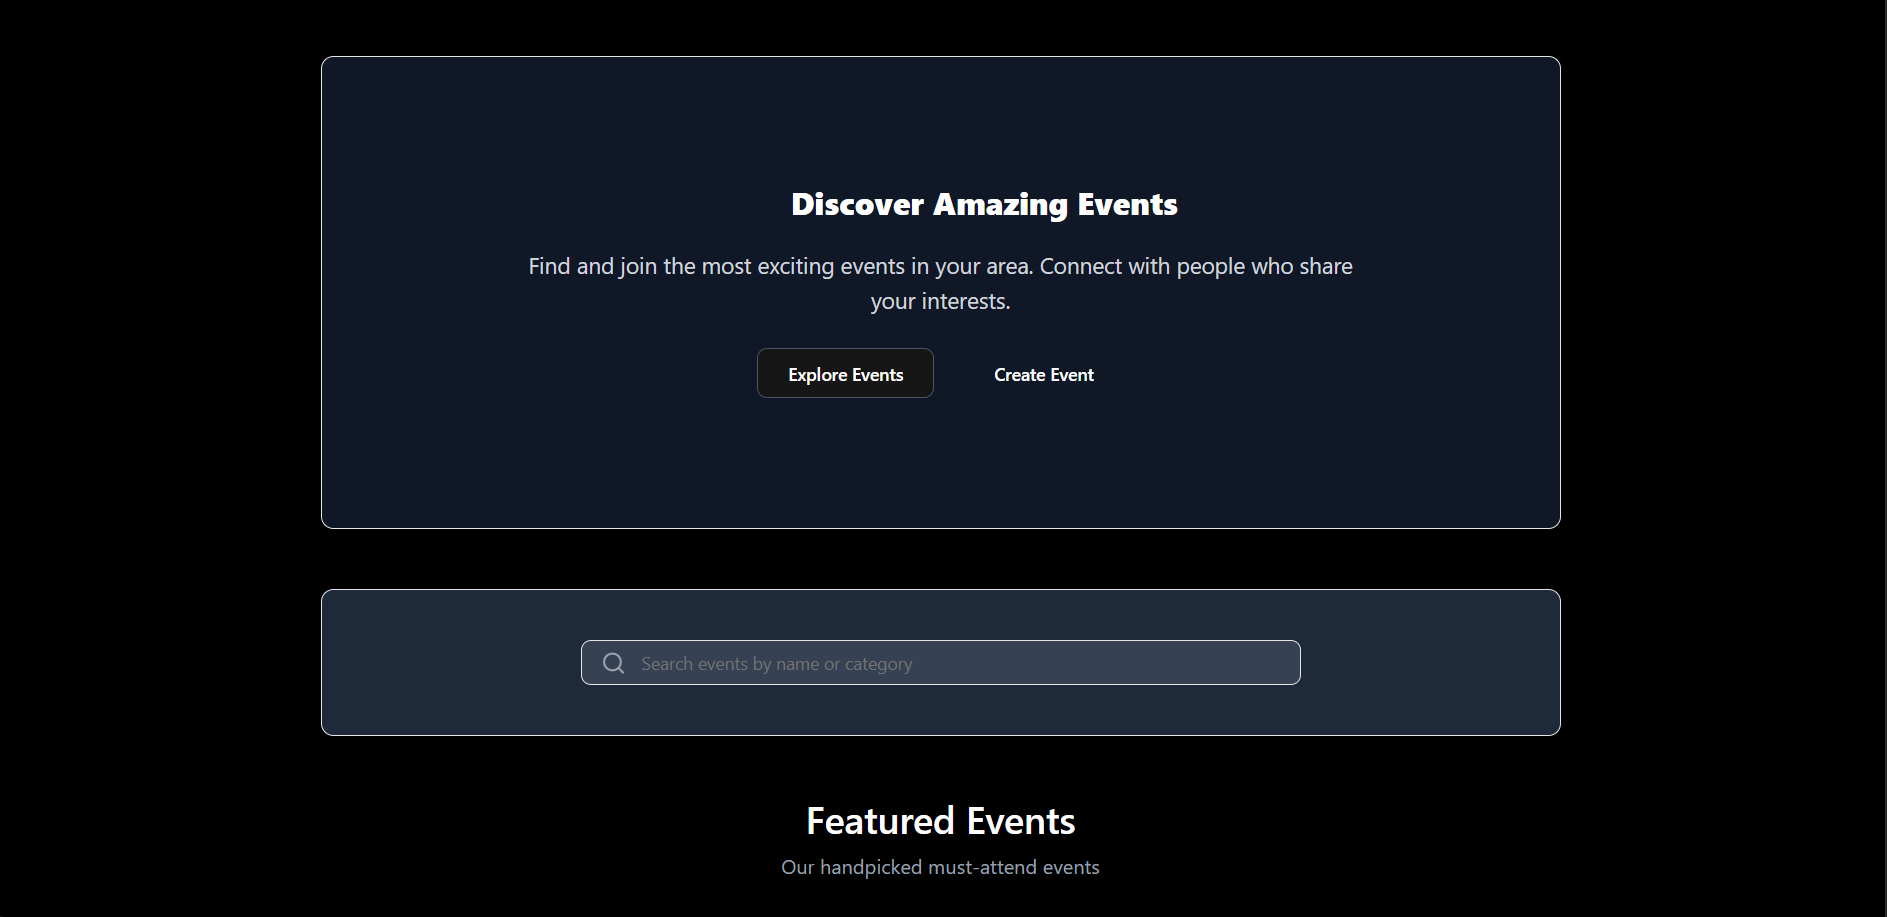 Discover Amazing Events
Find and join the most exciting events in your area. Connect with people who share
your interests.
Explore Events
Create Event
Search events by name or category
Featured Events
Our handpicked must-attend events